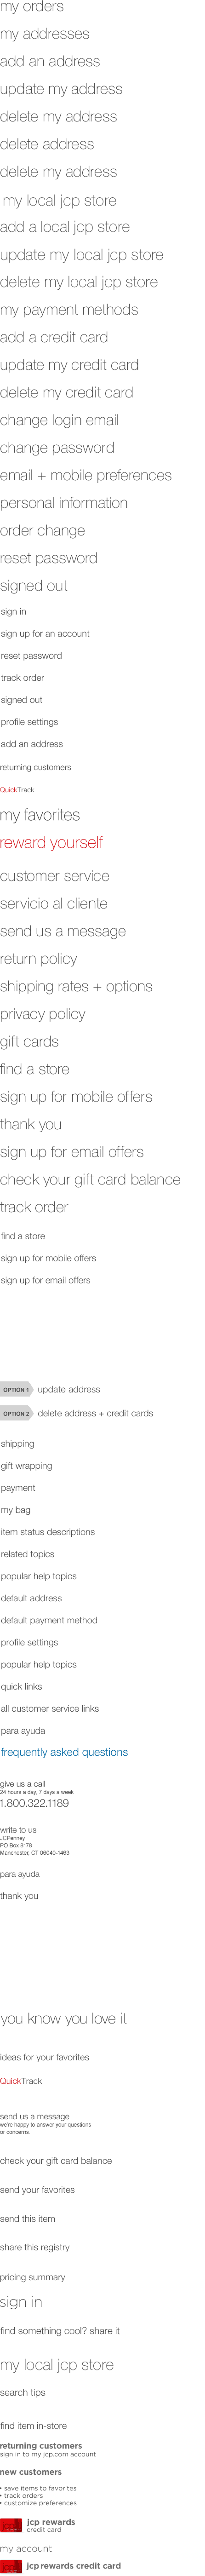 my orders
my addresses
add an address
update my address
delete my address
delete address
delete my address
my local jcp store
add a local jcp store
update my local jcp store
delete my local jcp store
my payment methods
add a credit card
update my credit card
delete my credit card
change login email
change password
email + mobile preferences
personal information
order change
reset password
signed out
sign in
sign up for an account
reset password
track order
signed out
profile settings
add an address
returning customers
QuickTrack
my favorites
reward yourself
customer service
servicio al cliente
send us a message
return policy
shipping rates + options
privacy policy
gift cards
find a store
sign up for mobile offers
thank you
sign up for email offers
check your gift card balance
track order
find a store
sign up for mobile offers
sign up for email offers
OPTION 1 update address
OPTION 2 delete address + credit cards
shipping
gift wrapping
payment
my bag
item status descriptions
related topics
popular help topics
default address
default payment method
profile settings
popular help topics
quick links
all customer service links
para ayuda
frequently asked questions
give us a call
24 hours a day, 7 days a week
1.800.322.1189
write to us
JCPenney
PO Box 8178
Manchester, CT 06040-1463
para ayuda
thank you
you know you love it
ideas for your favorites
QuickTrack
send us a message
we're happy to answer your questions
or concerns.
check your gift card balance
send your favorites
send this item
share this registry
pricing summary
sign in
find something cool? share it
my local jcp store
search tips
find item in-store
returning customers
sign in to my jcp.com account
new customers
• save items to favorites
• track orders
• customize preferences
jcp rewards
credit card
my account
jcp rewards credit card